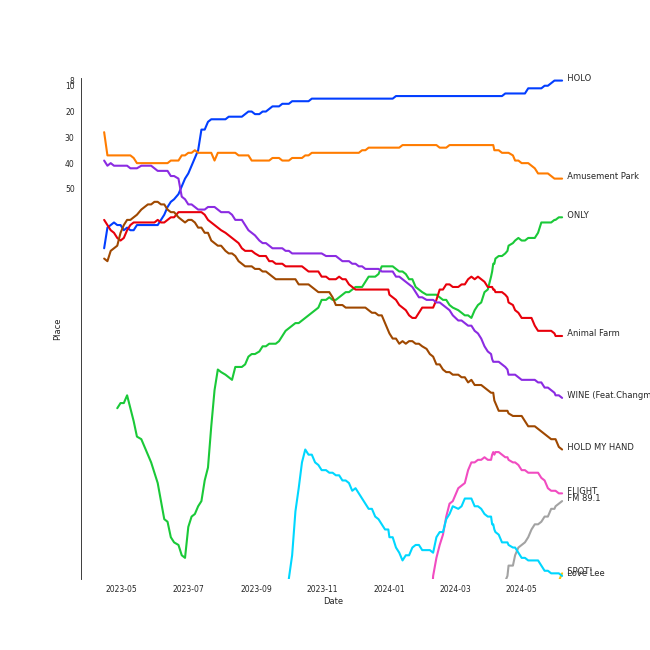 8
10
20
30
40
50
Place
HOLO
Amusement Park
ONLY
Animal Farm
WINE (Feat.Changm
HOLD MY HAND
FLIGHT
FM 89.1
SPOT!
Love Lee
2023-05
2023-07
2023-09
2023-11
2024-01
2024-03
2024-05
Date